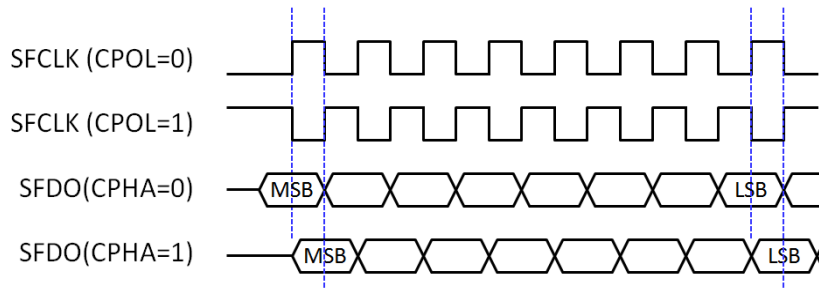 SFCLK (CPOL=0)
SFCLK (CPOL=1)
SFDO(CPHA=0) MSB LSB
SFDO(CPHA=1) MSB LSB